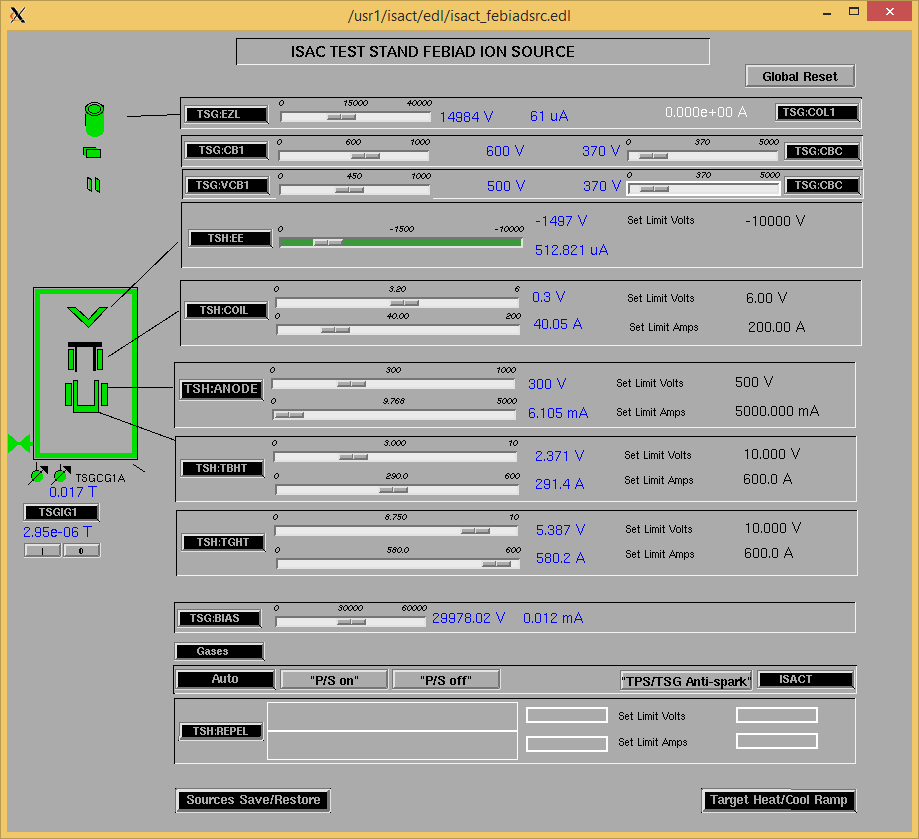 /usr1/isact/edl/isact_febiadsrc.edl
ISAC TEST STAND FEBIAD ION SOURCE
Global Reset
TSG:EZL 0 15000 40000 14984 V 61 uA 0.000e+00 A TSG:COL1
TSG:CB1 0 600 1000 600 V 370 V 0 370 5000 TSG:CBC
TSG:VCB1 0 450 1000 500 V 370 V 0 370 5000 TSG:CBC
TSH:EE 0 -1500 -10000 -1497 V Set Limit Volts -10000 V
512.821 uA
TSH:COIL 0 3.20 6 0.3 V Set Limit Volts 6.00 V
0 40.00 200 40.05 A Set Limit Amps 200.00 A
TSH:ANODE 0 300 1000 300 V Set Limit Volts 500 V
0 9.766 5000 6.105 mA Set Limit Amps 5000.000 mA
TSH:TBHT 0 3.000 10 2.371 V Set Limit Volts 10.000 V
0 290.0 600 291.4 A Set Limit Amps 600.0 A
TSGCG1A
0.017 T
TSGIG1
2.95e-06 T
I 0
TSH:TGHT 0 6.750 10 5.387 V Set Limit Volts 10.000 V
0 580.0 600 580.2 A Set Limit Amps 600.0 A
TSG:BIAS 0 30000 60000 29978.02 V 0.012 mA
Gases
Auto "P/S on" "P/S off" "TPS/TSG Anti-spark" ISACT
TSH:REPEL Set Limit Volts
Set Limit Amps
Sources Save/Restore Target Heat/Cool Ramp